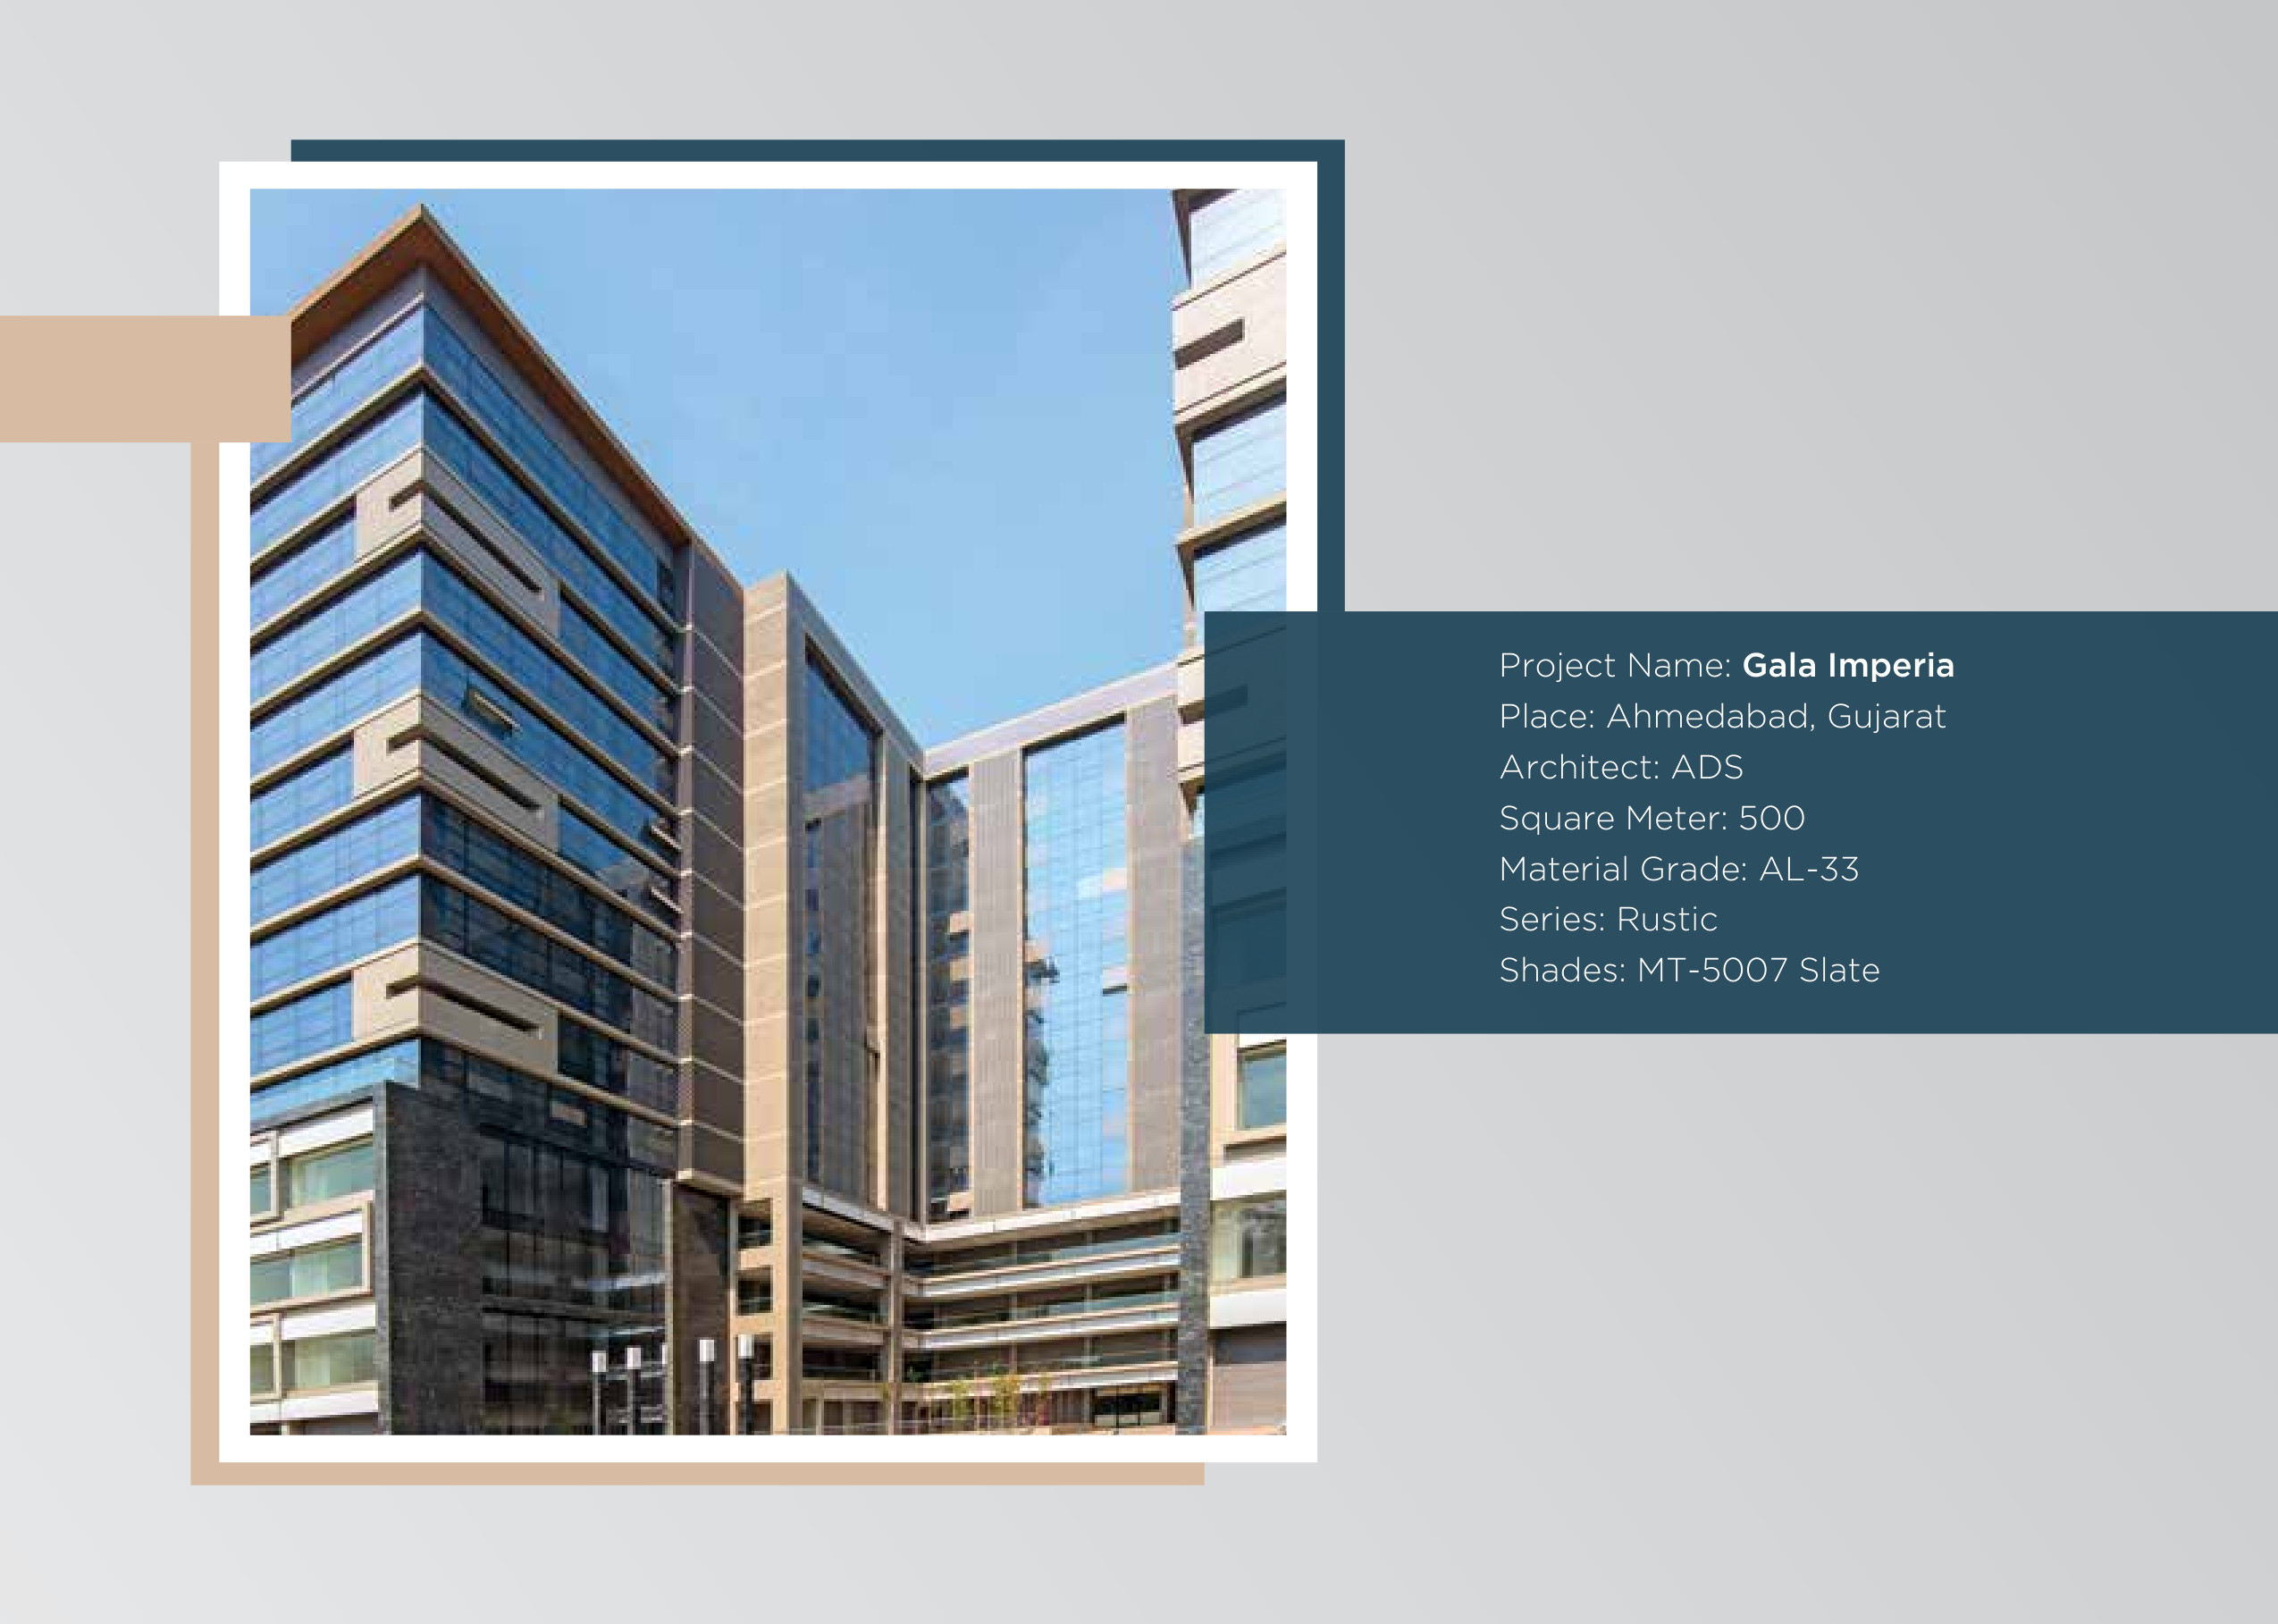 Project Name: Gala Imperia
Place: Ahmedabad, Gujarat
Architect: ADS
Square Meter: 500
Material Grade: AL-33
Series: Rustic
Shades: MT-5007 Slate